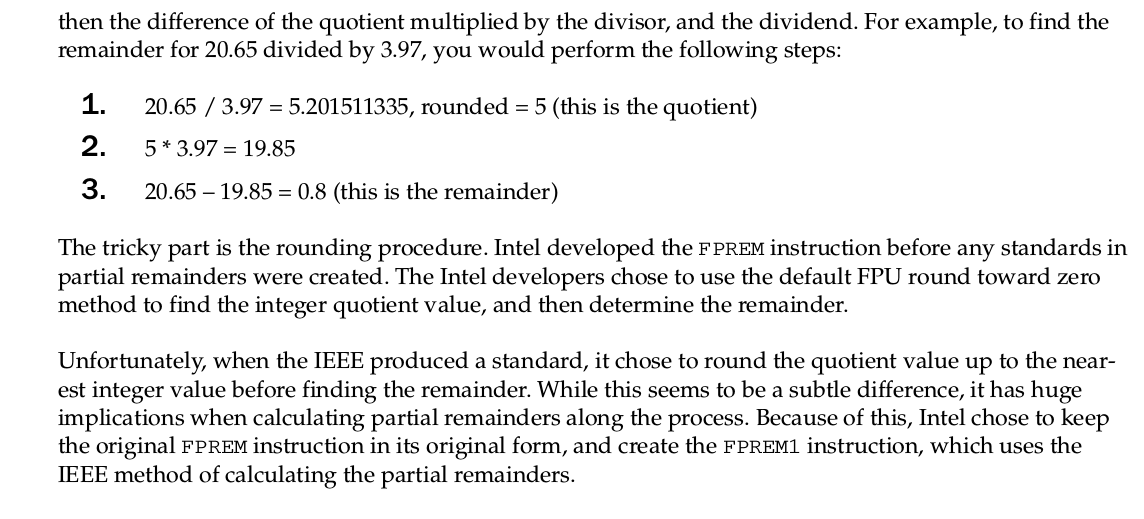 then the difference of the quotient multiplied by the divisor, and the dividend. For example, to find the
remainder for 20.65 divided by 3.97, you would perform the following steps:
1. 20.65 / 3.97 = 5.201511335, rounded = 5 (this is the quotient)
2. 5 * 3.97 = 19.85
3. 20.65 – 19.85 = 0.8 (this is the remainder)
The tricky part is the rounding procedure. Intel developed the FPREM instruction before any standards in
partial remainders were created. The Intel developers chose to use the default FPU round toward zero
method to find the integer quotient value, and then determine the remainder.
Unfortunately, when the IEEE produced a standard, it chose to round the quotient value up to the near-
est integer value before finding the remainder. While this seems to be a subtle difference, it has huge
implications when calculating partial remainders along the process. Because of this, Intel chose to keep
the original FPREM instruction in its original form, and create the FPREM1 instruction, which uses the
IEEE method of calculating the partial remainders.